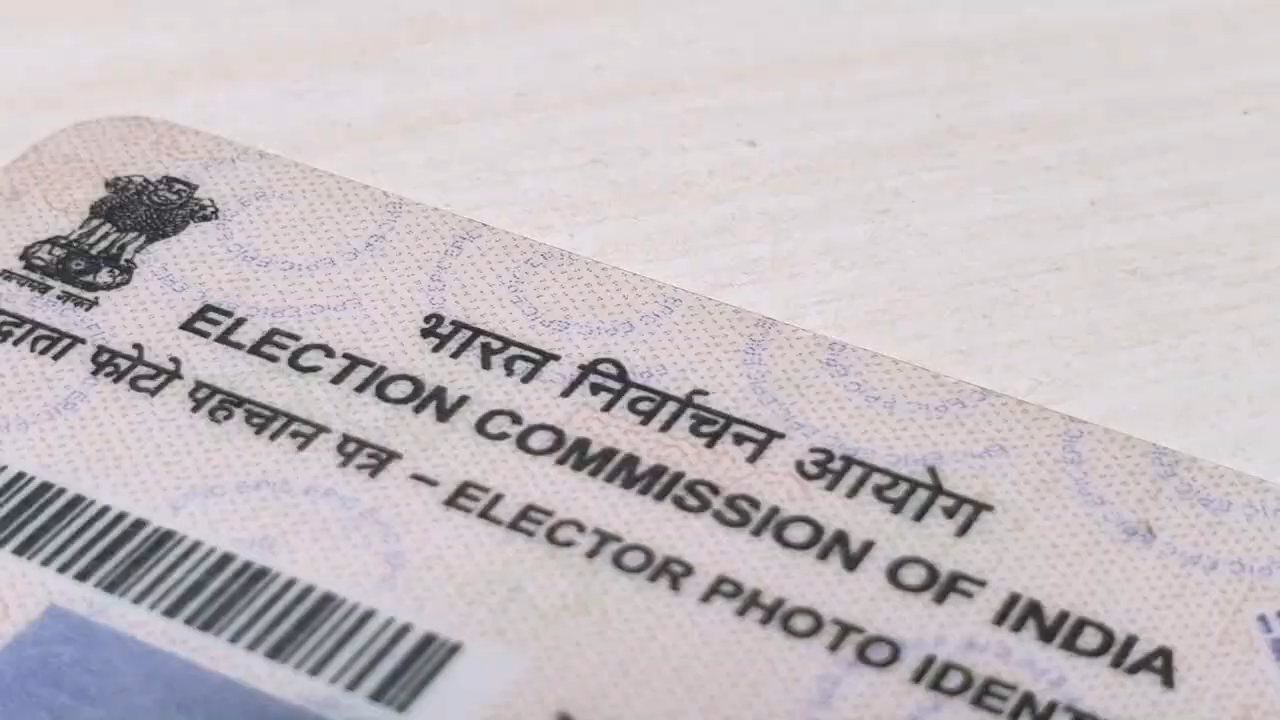 भारत निर्वाचन आयोग
ELECTION COMMISSION OF INDIA
फोटो पहचान पत्र – ELECTOR PHOTO